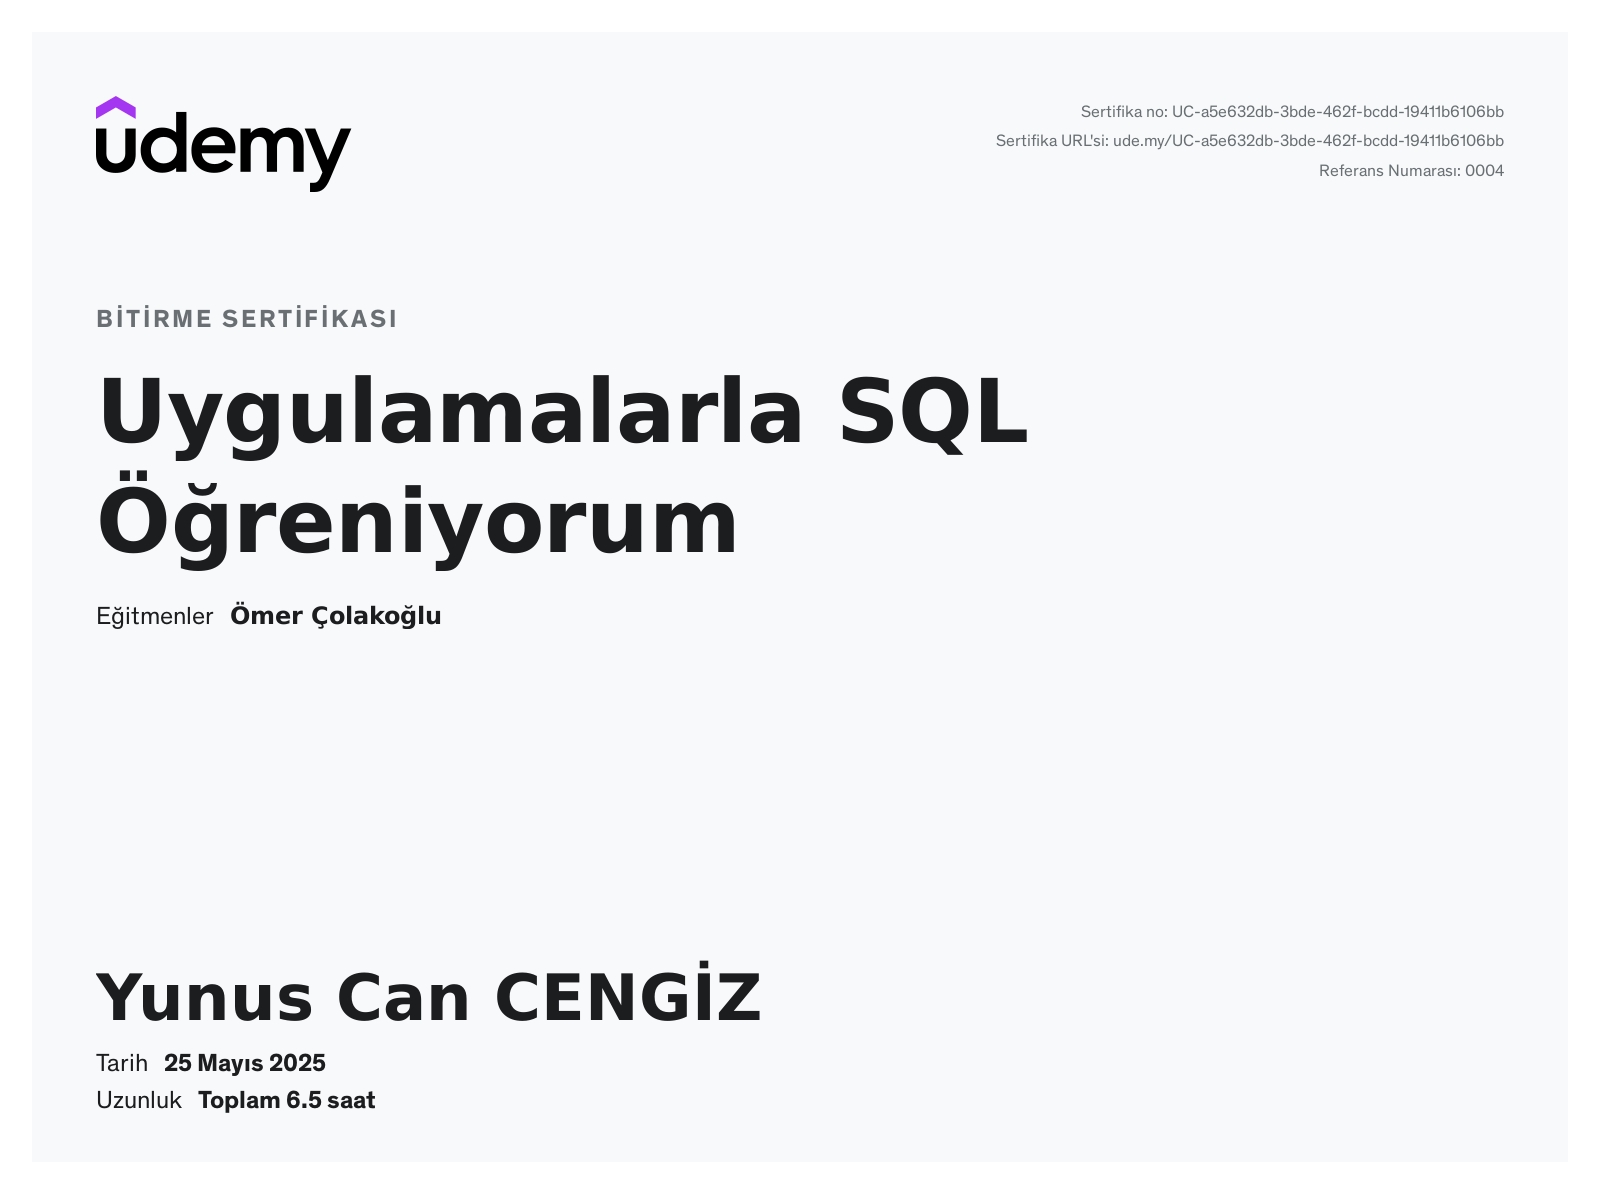 udemy
Sertifika no: UC-a5e632db-3bde-462f-bcdd-19411b6106bb
Sertifika URL'si: ude.my/UC-a5e632db-3bde-462f-bcdd-19411b6106bb
Referans Numarası: 0004
BİTİRME SERTİFİKASI
Uygulamalarla SQL
Öğreniyorum
Eğitmenler Ömer Çolakoğlu
Yunus Can CENGİZ
Tarih 25 Mayıs 2025
Uzunluk Toplam 6.5 saat